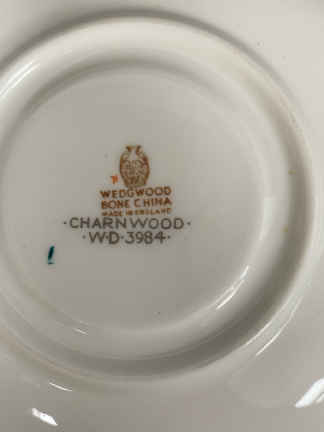 WEDGWOOD
BONE CHINA
MADE IN ENGLAND
·CHARNWOOD·
·W·D·3984·